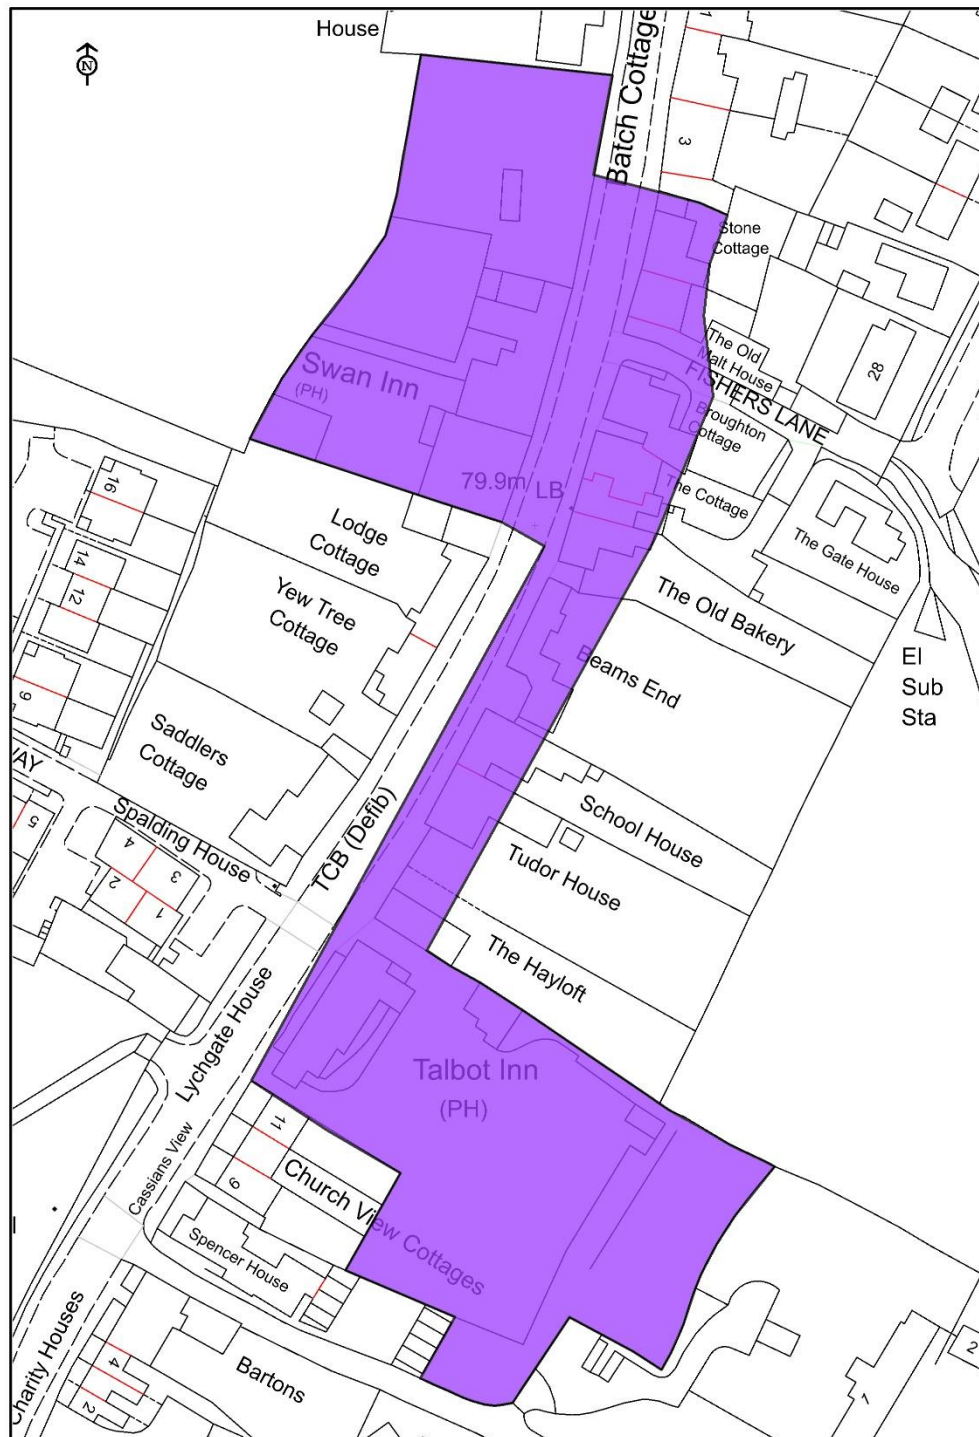 House
N
Batch Cottage
1
3
Stone
Cottage
The Old
Malt House
28
FISHERS LANE
Broughton
Cottage
Swan Inn
(PH)
79.9m
LB
The Cottage
The Gate House
16
14
12
9
Lodge
Cottage
Yew Tree
Cottage
The Old Bakery
El
Sub
Sta
Beams End
Saddlers
Cottage
WAY
5
Spalding House
4
3
2
1
TCB (Defib)
School House
Tudor House
The Hayloft
Lychgate House
Talbot Inn
(PH)
11
9
Cassians View
Church View Cottages
Spencer House
Charity Houses
4
2
Bartons
1
2